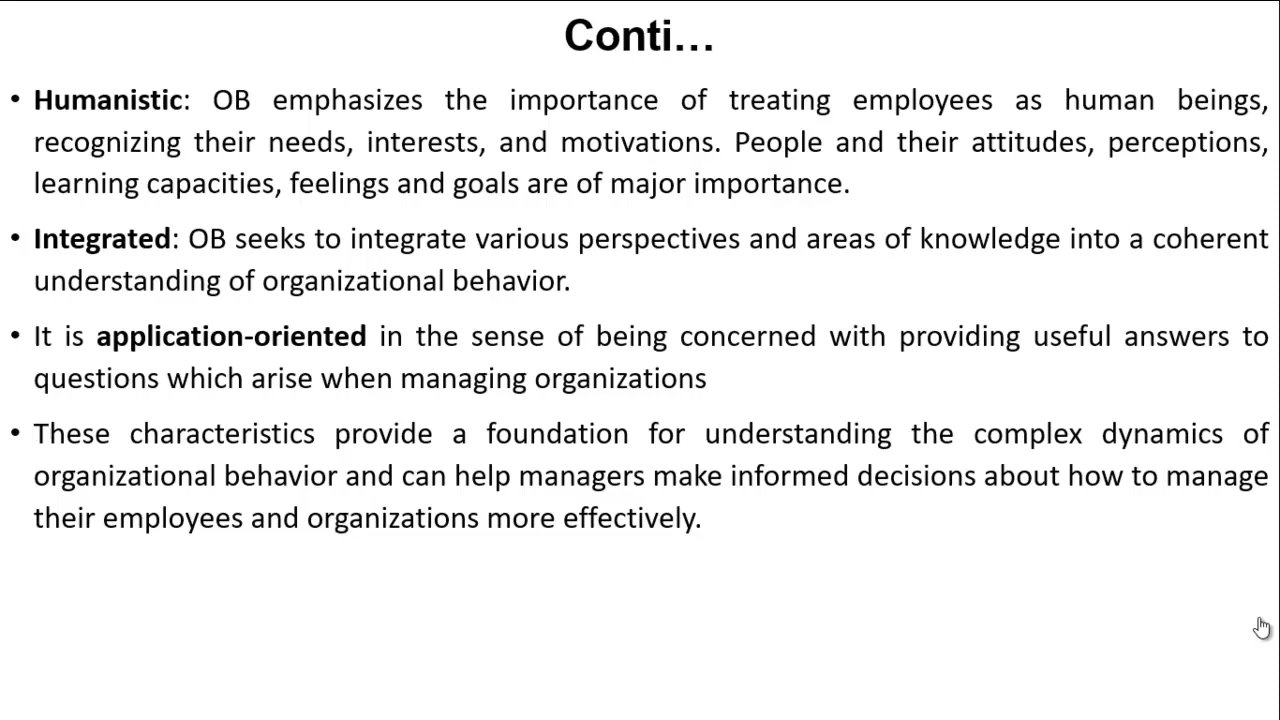 Conti...
• Humanistic: OB emphasizes the importance of treating employees as human beings,
recognizing their needs, interests, and motivations. People and their attitudes, perceptions,
learning capacities, feelings and goals are of major importance.
• Integrated: OB seeks to integrate various perspectives and areas of knowledge into a coherent
understanding of organizational behavior.
• It is application-oriented in the sense of being concerned with providing useful answers to
questions which arise when managing organizations
• These characteristics provide a foundation for understanding the complex dynamics of
organizational behavior and can help managers make informed decisions about how to manage
their employees and organizations more effectively.